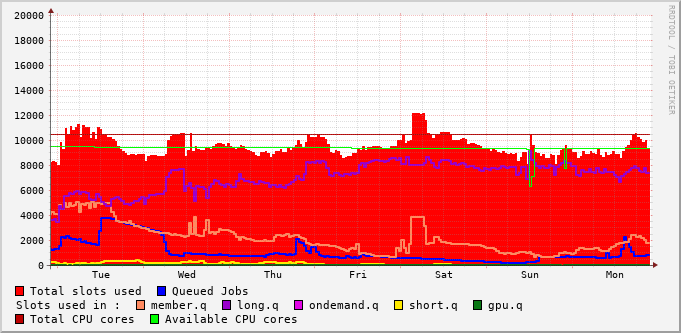 20000
18000
16000
14000
12000
10000
8000
6000
4000
2000
0
Tue Wed Thu Fri Sat Sun Mon
RRDTOOL / TOBI OETIKER
Total slots used Queued Jobs
Slots used in : member.q long.q ondemand.q short.q gpu.q
Total CPU cores Available CPU cores